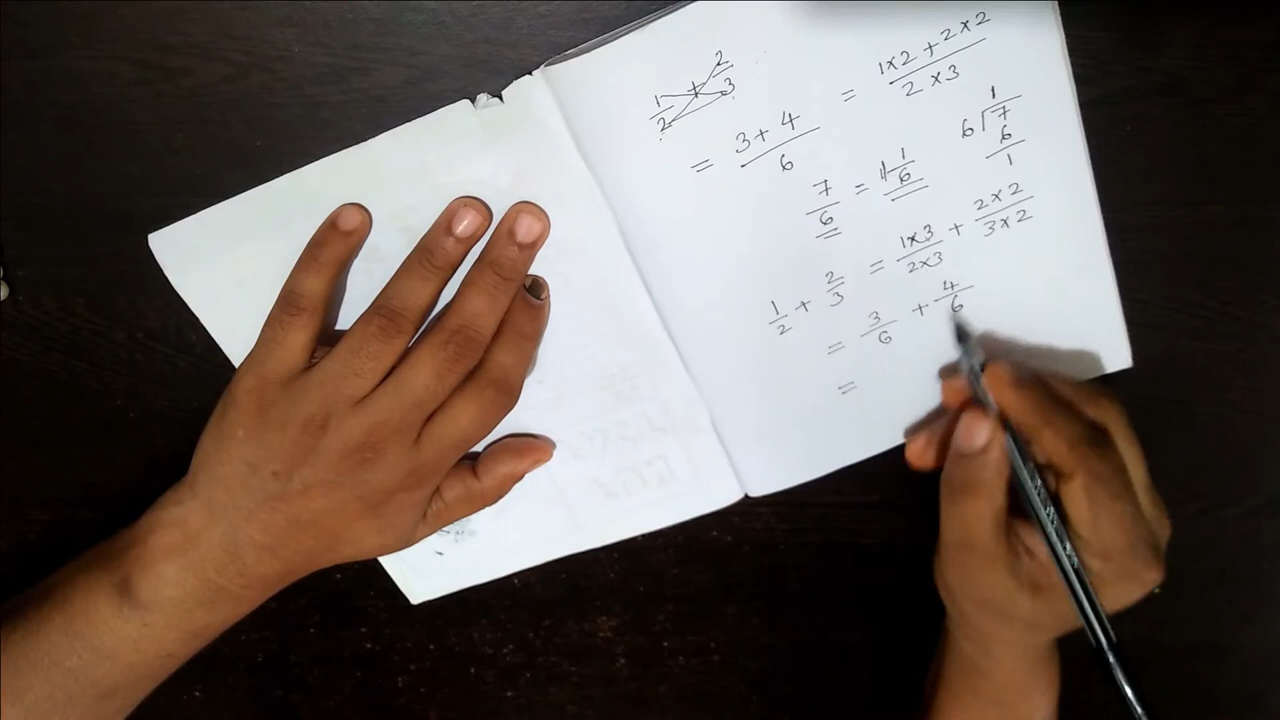 1/2 + 2/3 = (1×2 + 2×2)/(2×3)
= (3 + 4)/6
7/6 = 1 1/6
6)7(1
6
1
1/2 + 2/3 = (1×3)/(2×3) + (2×2)/(3×2)
= 3/6 + 4/6
=